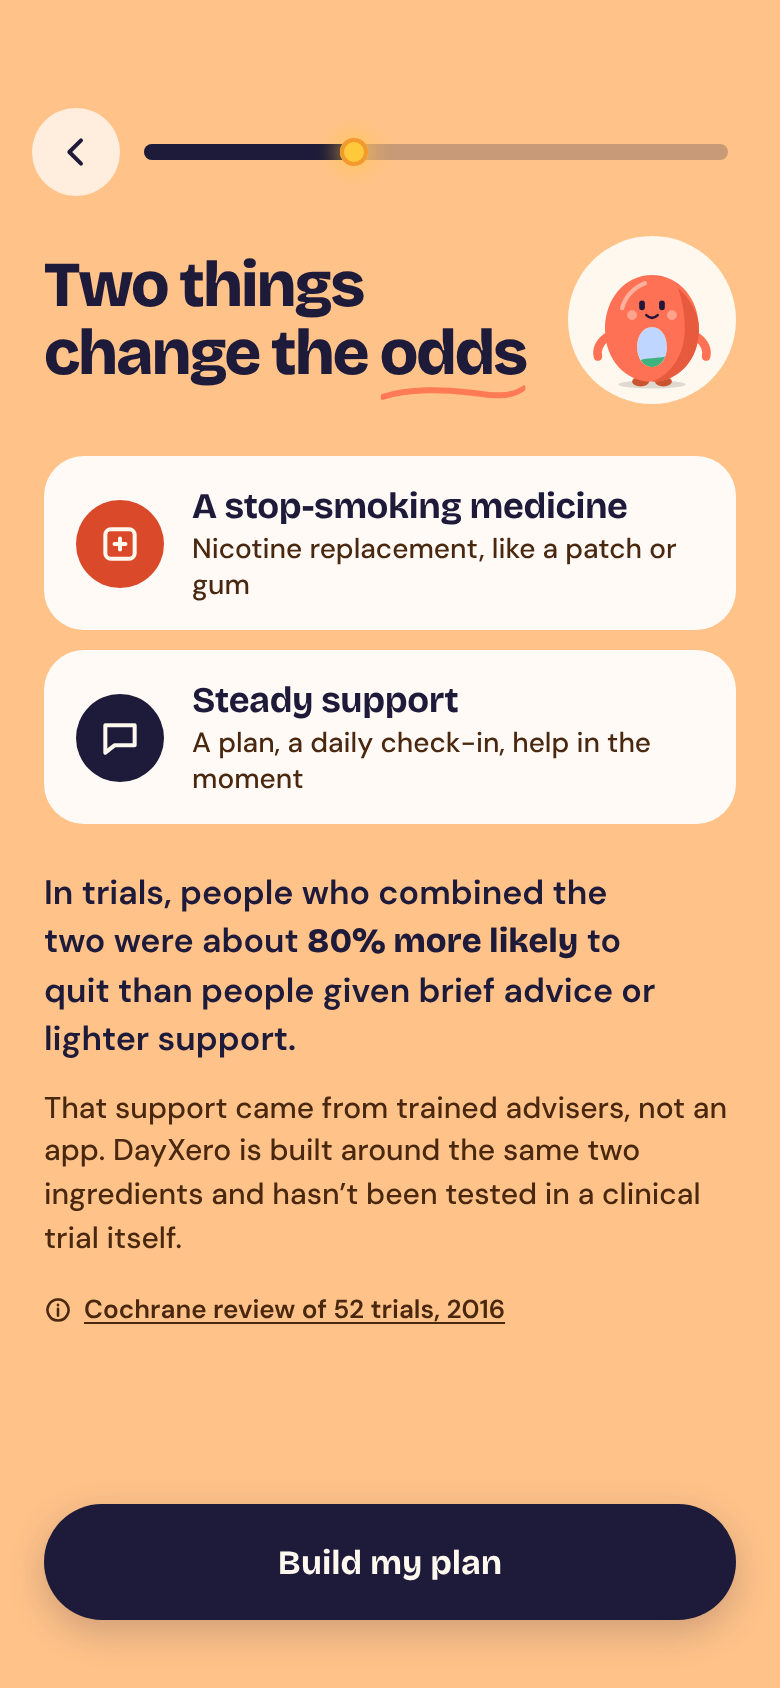 Two things
change the odds
A stop-smoking medicine
Nicotine replacement, like a patch or
gum
Steady support
A plan, a daily check-in, help in the
moment
In trials, people who combined the
two were about 80% more likely to
quit than people given brief advice or
lighter support.
That support came from trained advisers, not an
app. DayXero is built around the same two
ingredients and hasn’t been tested in a clinical
trial itself.
Cochrane review of 52 trials, 2016
Build my plan